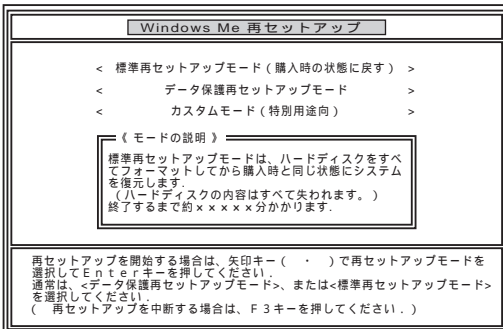 Windows Me 再セットアップ
< 標準再セットアップモード(購入時の状態に戻す) >
< データ保護再セットアップモード >
< カスタムモード(特別用途向) >
《 モードの説明 》
標準再セットアップモードは、ハードディスクをすべ
てフォーマットしてから購入時と同じ状態にシステム
を復元します.
(ハードディスクの内容はすべて失われます。)
終了するまで約×××××分かかります.
再セットアップを開始する場合は、矢印キー( ・ )で再セットアップモードを
選択してEnterキーを押してください.
通常は、<データ保護再セットアップモード>、または<標準再セットアップモード>
を選択してください.
( 再セットアップを中断する場合は、F3キーを押してください.)